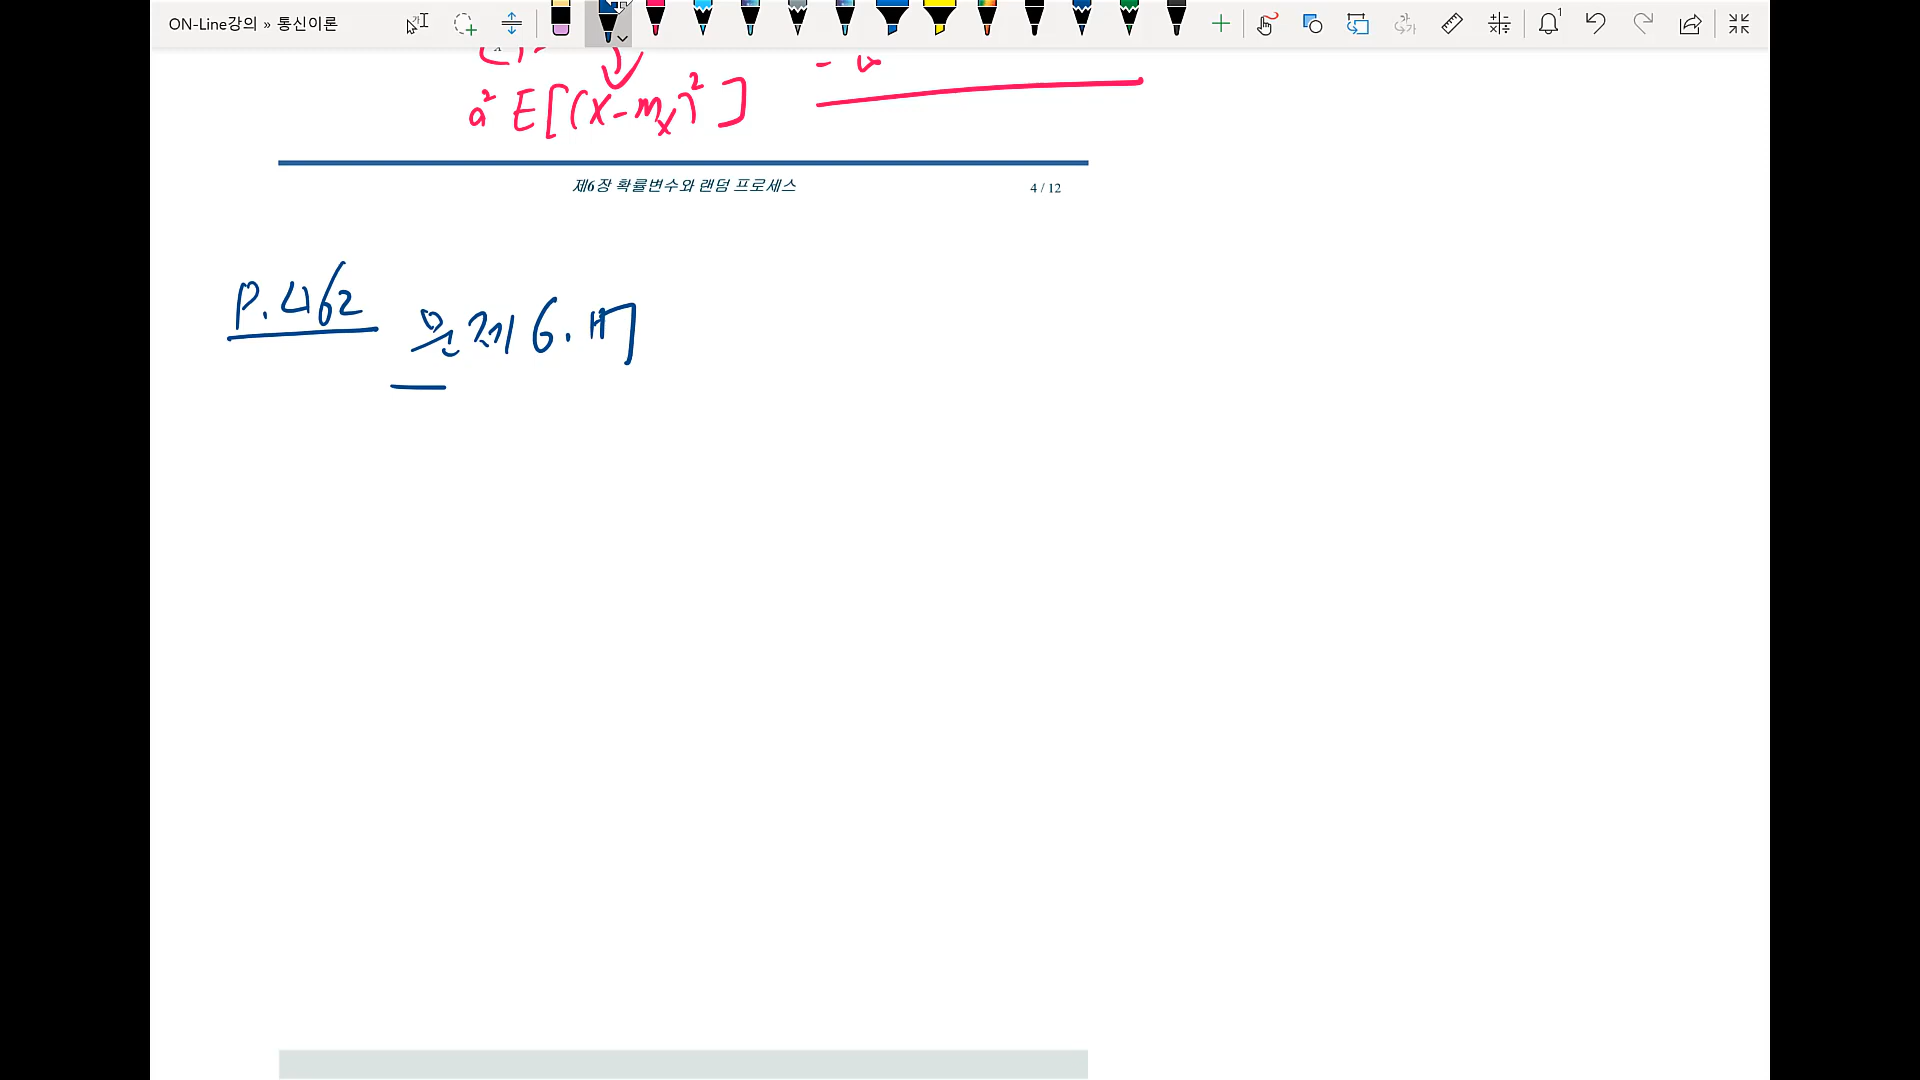 ON-Line강의 » 통신이론
1
a² E[(X-mₓ)²]
제6장 확률변수와 랜덤 프로세스
4 / 12
P.462
문제 6.17